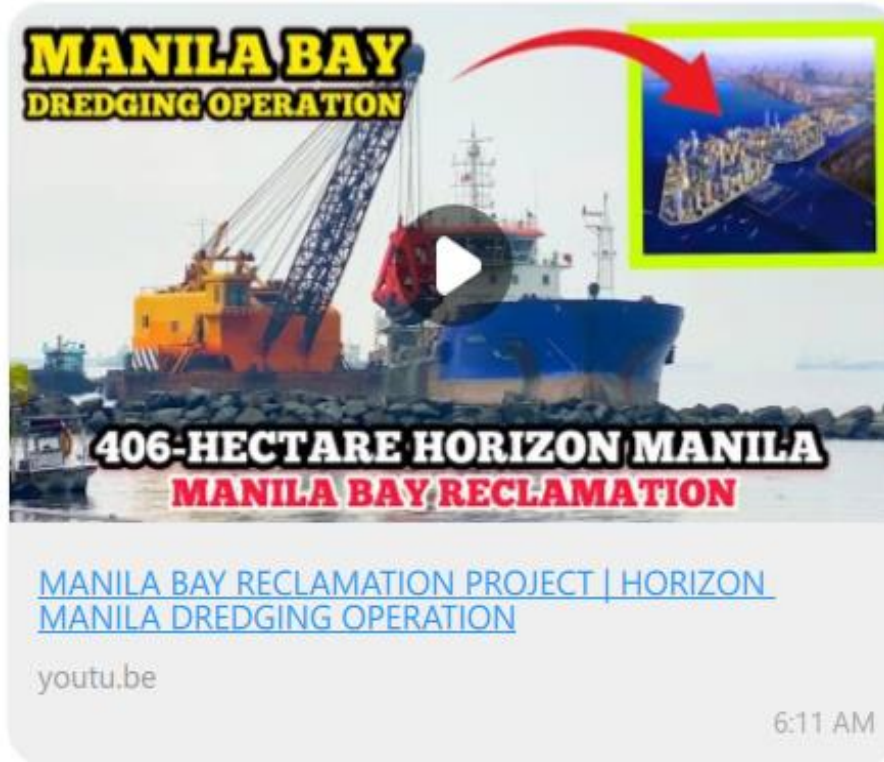 MANILA BAY
DREDGING OPERATION
406-HECTARE HORIZON MANILA
MANILA BAY RECLAMATION
MANILA BAY RECLAMATION PROJECT | HORIZON
MANILA DREDGING OPERATION
youtu.be
6:11 AM